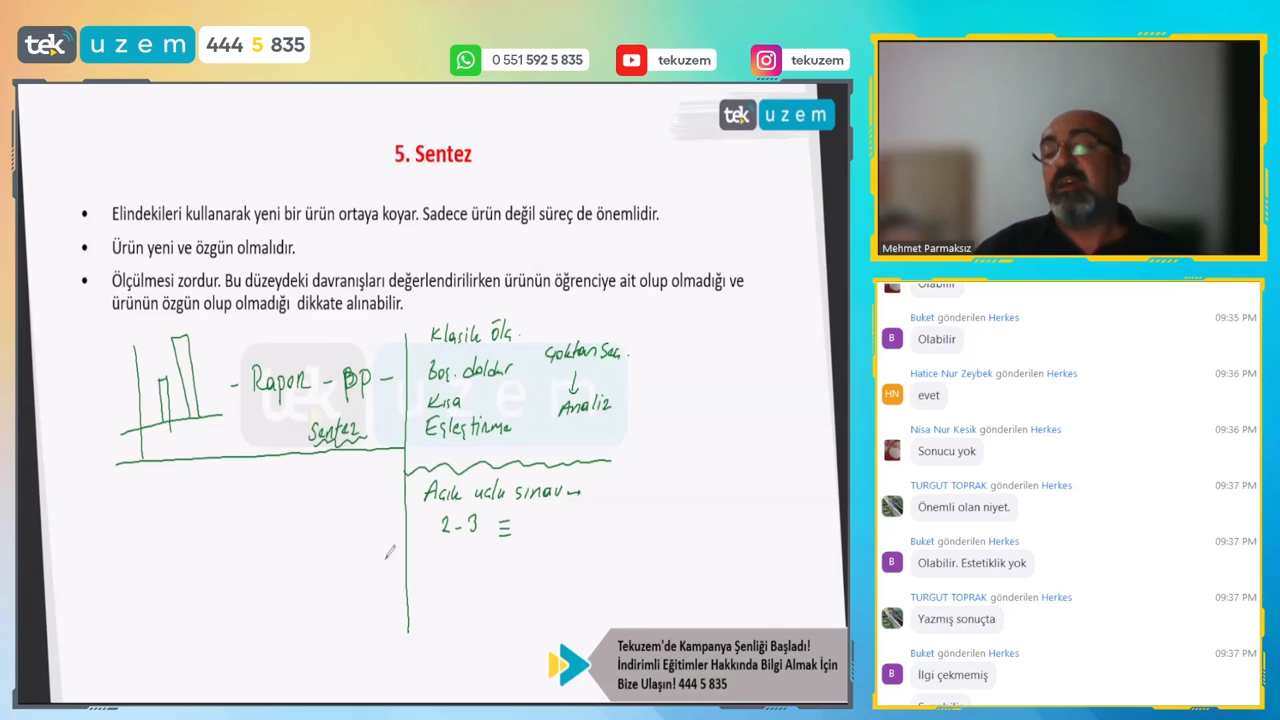 tek uzem 444 5 835
0 551 592 5 835
tekuzem
tekuzem
tek uzem
5. Sentez
• Elindekileri kullanarak yeni bir ürün ortaya koyar. Sadece ürün değil süreç de önemlidir.
• Ürün yeni ve özgün olmalıdır.
• Ölçülmesi zordur. Bu düzeydeki davranışları değerlendirilirken ürünün öğrenciye ait olup olmadığı ve
ürünün özgün olup olmadığı dikkate alınabilir.
- Rapor - PP -
Sentez
Klasik Ölç.
Boş. doldur
Kısa
Eşleştirme
Çoktan Seç.
Analiz
Açık uçlu sınav
2-3
Tekuzem'de Kampanya Şenliği Başladı!
İndirimli Eğitimler Hakkında Bilgi Almak İçin
Bize Ulaşın! 444 5 835
Mehmet Parmaksız
Olabilir
Buket gönderilen Herkes 09:35 PM
B Olabilir
Hatice Nur Zeybek gönderilen Herkes 09:36 PM
HN evet
Nisa Nur Kesik gönderilen Herkes 09:36 PM
Sonucu yok
TURGUT TOPRAK gönderilen Herkes 09:37 PM
Önemli olan niyet.
Buket gönderilen Herkes 09:37 PM
B Olabilir. Estetiklik yok
TURGUT TOPRAK gönderilen Herkes 09:37 PM
Yazmış sonuçta
Buket gönderilen Herkes 09:37 PM
B İlgi çekmemiş